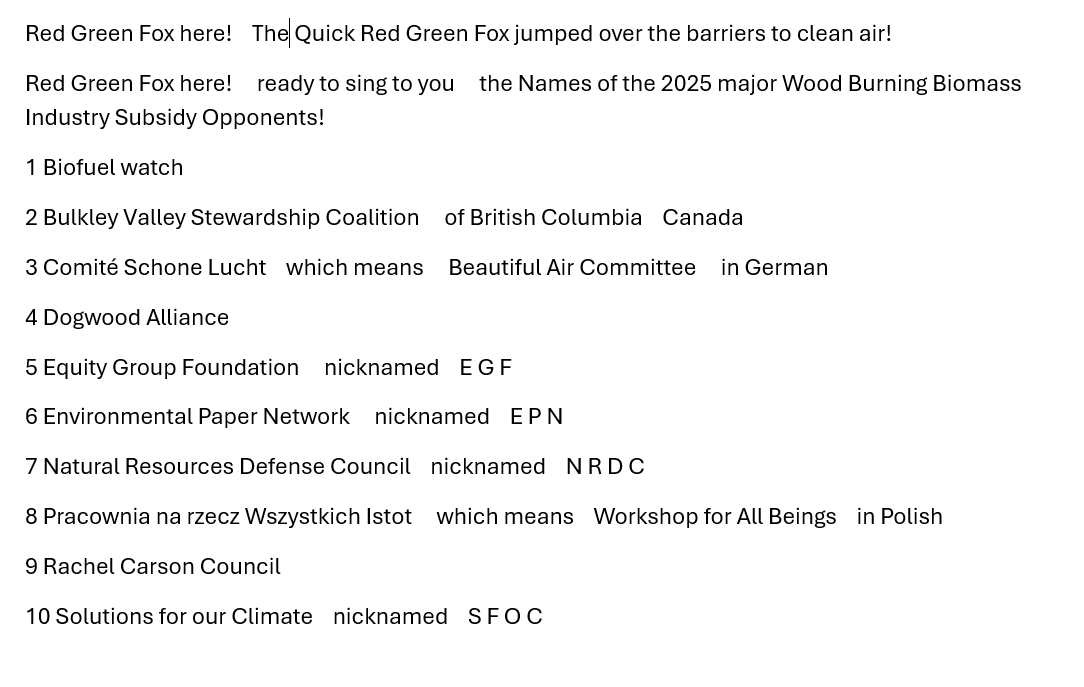 Red Green Fox here!   The Quick Red Green Fox jumped over the barriers to clean air!
Red Green Fox here!    ready to sing to you    the Names of the 2025 major Wood Burning Biomass
Industry Subsidy Opponents!
1 Biofuel watch
2 Bulkley Valley Stewardship Coalition    of British Columbia   Canada
3 Comité Schone Lucht   which means    Beautiful Air Committee    in German
4 Dogwood Alliance
5 Equity Group Foundation    nicknamed   E G F
6 Environmental Paper Network    nicknamed   E P N
7 Natural Resources Defense Council   nicknamed   N R D C
8 Pracownia na rzecz Wszystkich Istot    which means   Workshop for All Beings   in Polish
9 Rachel Carson Council
10 Solutions for our Climate   nicknamed   S F O C